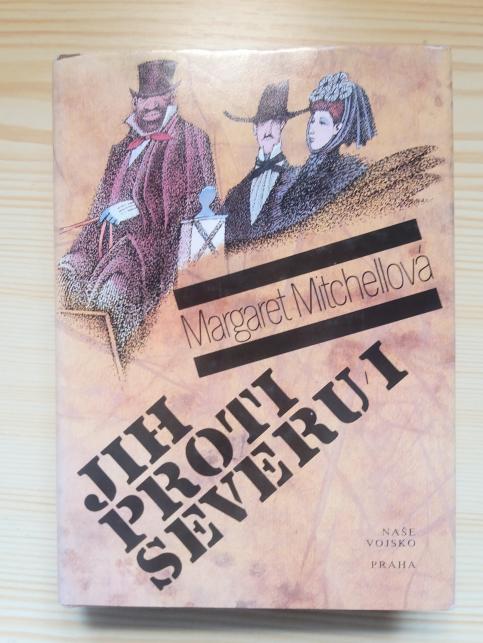 Margaret Mitchellová
JIH
PROTI
SEVERU/I
NAŠE
VOJSKO
PRAHA